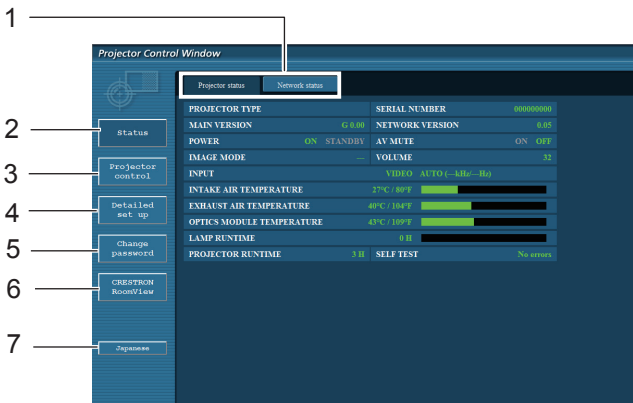 1
Projector Control Window
Projector status Network status
PROJECTOR TYPE SERIAL NUMBER 000000000
2 Status MAIN VERSION G 0.00 NETWORK VERSION 0.05
POWER ON STANDBY AV MUTE ON OFF
IMAGE MODE — VOLUME 32
3 Projector control
INPUT VIDEO AUTO (—kHz/—Hz)
INTAKE AIR TEMPERATURE 27°C / 80°F
4 Detailed set up
EXHAUST AIR TEMPERATURE 40°C / 104°F
OPTICS MODULE TEMPERATURE 43°C / 109°F
LAMP RUNTIME 0 H
5 Change password
PROJECTOR RUNTIME 3 H SELF TEST No errors
6 CRESTRON RoomView
7 Japanese